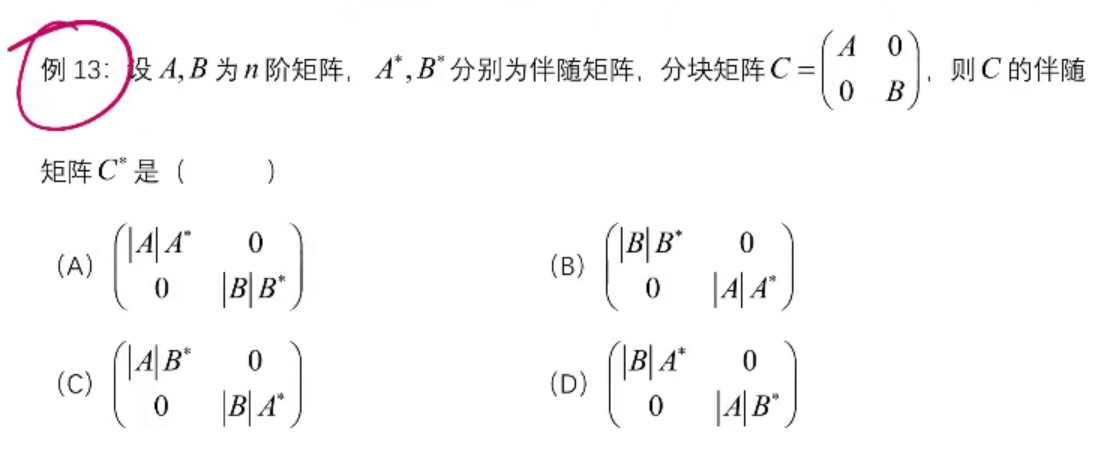 例 13：设 A, B 为 n 阶矩阵， A*, B* 分别为伴随矩阵，分块矩阵 C = \begin{pmatrix} A & 0 \\ 0 & B \end{pmatrix}，则 C 的伴随
矩阵 C* 是（ ）
(A) \begin{pmatrix} |A|A* & 0 \\ 0 & |B|B* \end{pmatrix} (B) \begin{pmatrix} |B|B* & 0 \\ 0 & |A|A* \end{pmatrix}
(C) \begin{pmatrix} |A|B* & 0 \\ 0 & |B|A* \end{pmatrix} (D) \begin{pmatrix} |B|A* & 0 \\ 0 & |A|B* \end{pmatrix}